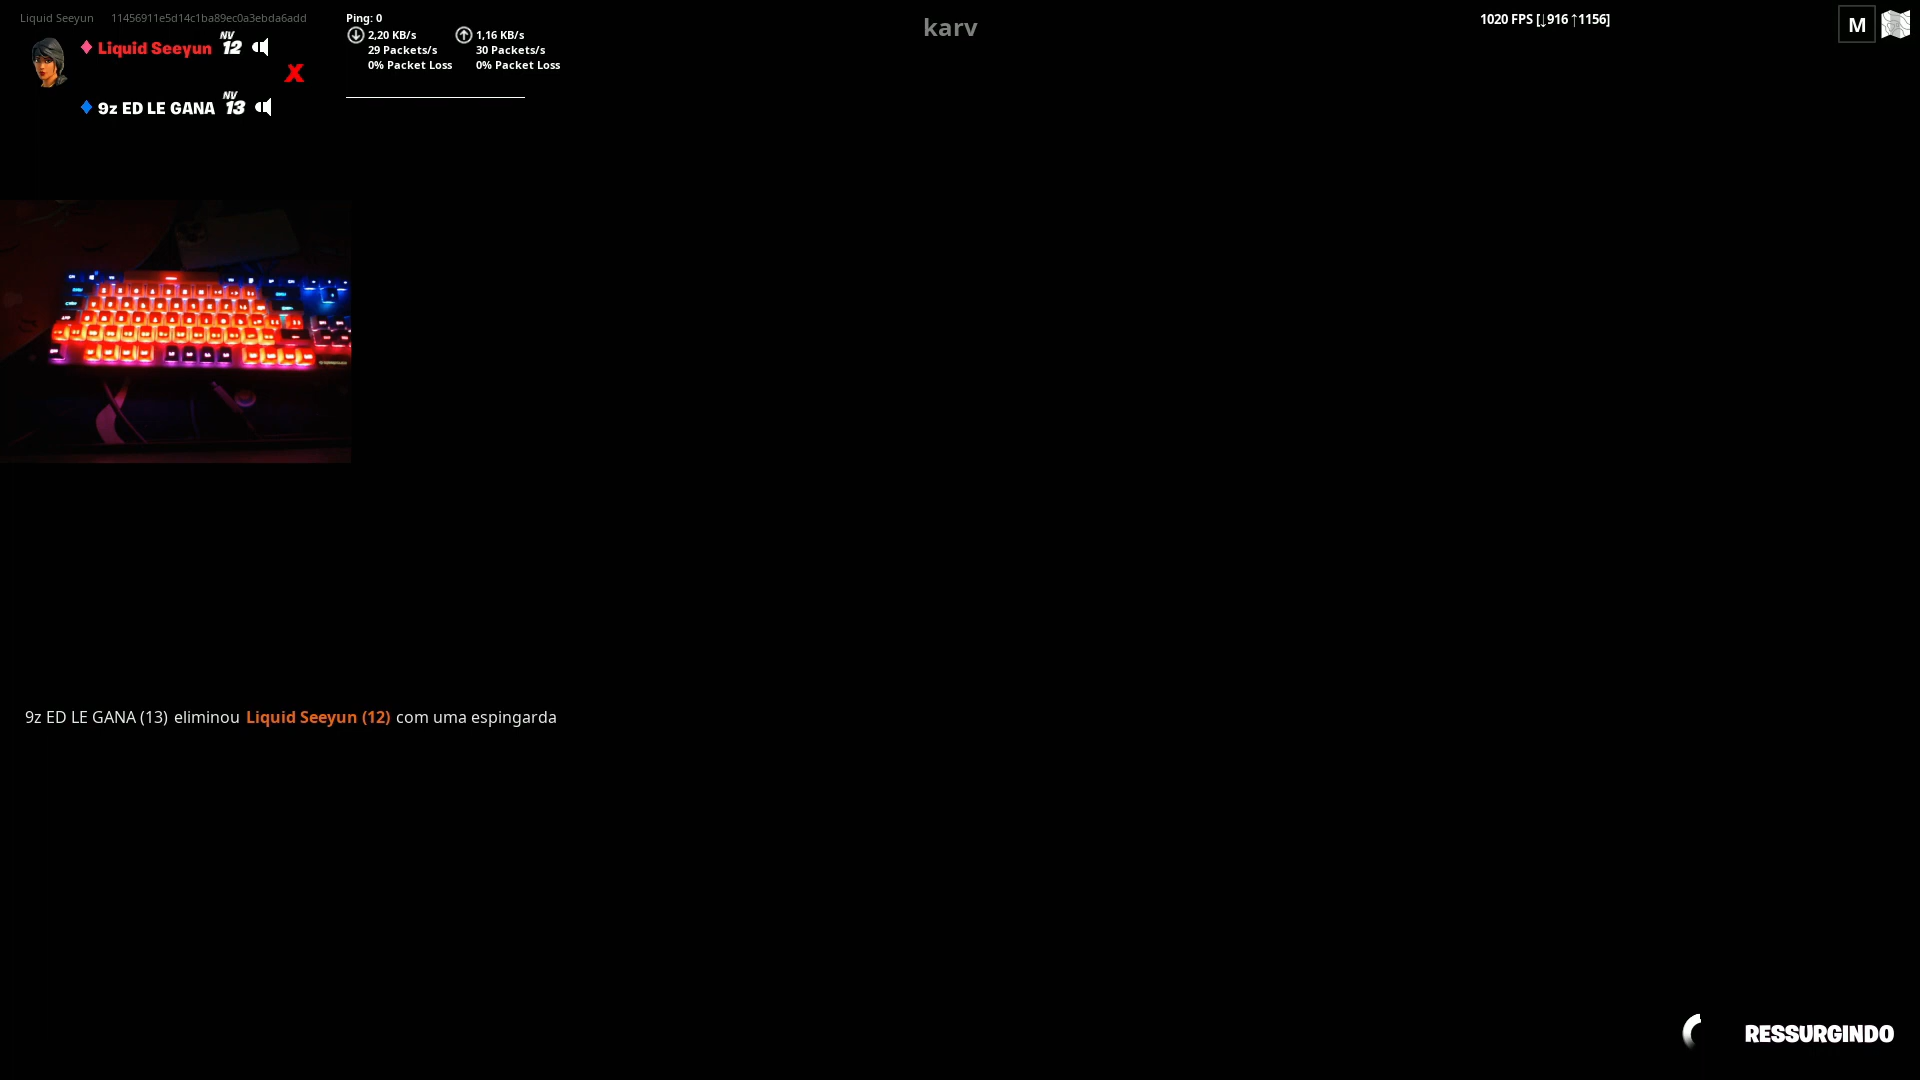 Liquid Seeyun 11456911e5d14c1ba89ec0a3ebda6add
Liquid Seeyun NV 12
X
9z ED LE GANA NV 13
Ping: 0
2,20 KB/s 1,16 KB/s
29 Packets/s 30 Packets/s
0% Packet Loss 0% Packet Loss
karv
1020 FPS [↓916 ↑1156]
M
9z ED LE GANA (13) eliminou Liquid Seeyun (12) com uma espingarda
RESSURGINDO